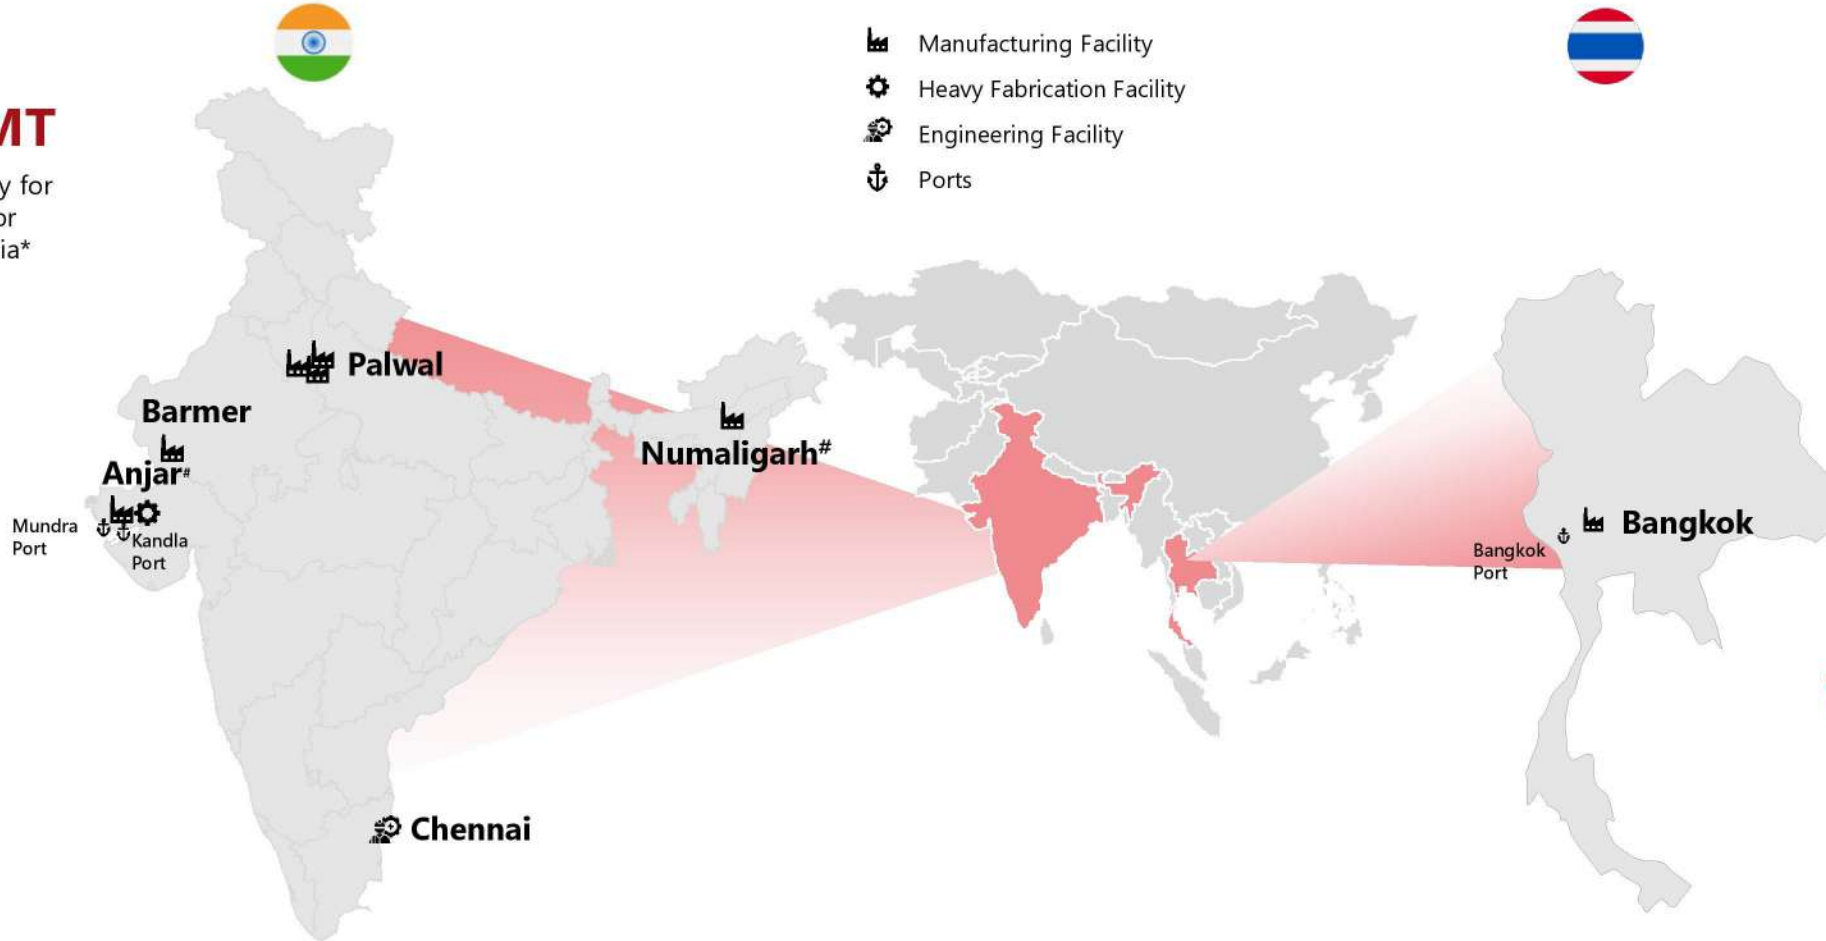 MT
y for
or
ia*
Manufacturing Facility
Heavy Fabrication Facility
Engineering Facility
Ports
Palwal
Barmer
Anjar#
Mundra
Port
Kandla
Port
Numaligarh#
Chennai
Bangkok
Bangkok
Port